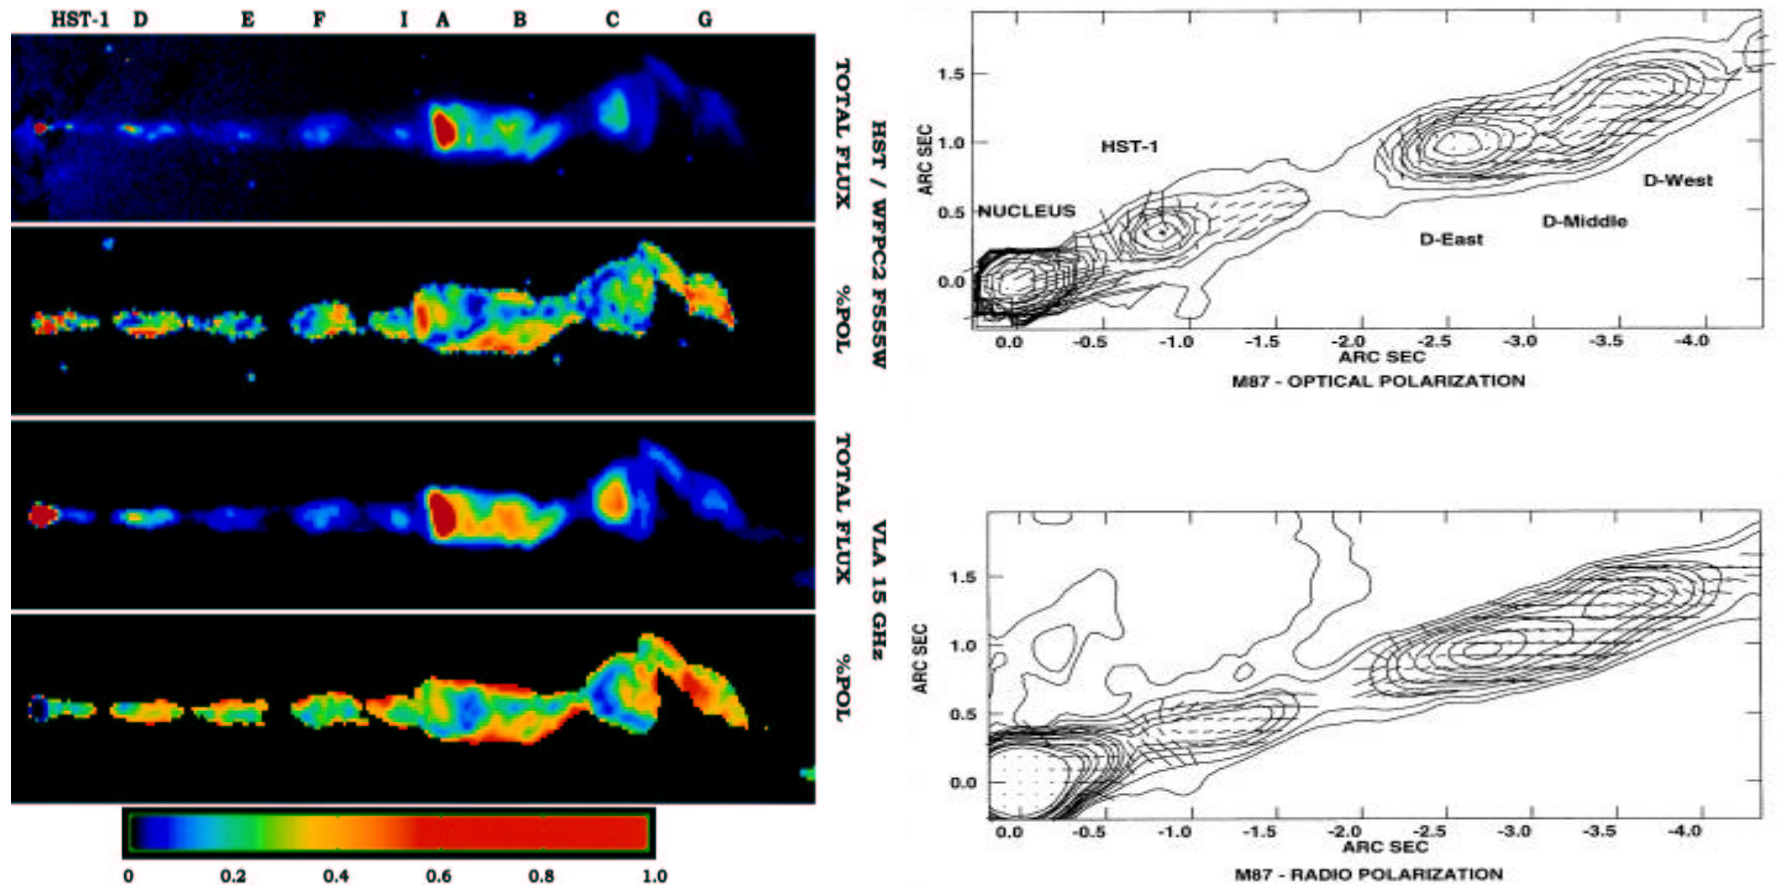 HST-1 D E F I A B C G
TOTAL FLUX
%POL
HST / WFPC2 F555W
TOTAL FLUX
%POL
VLA 15 GHz
0 0.2 0.4 0.6 0.8 1.0
ARC SEC
1.5
1.0
0.5
0.0
HST-1
NUCLEUS
D-West
D-Middle
D-East
0.0 -0.5 -1.0 -1.5 -2.0 -2.5 -3.0 -3.5 -4.0
ARC SEC
M87 - OPTICAL POLARIZATION
ARC SEC
1.5
1.0
0.5
0.0
0.0 -0.5 -1.0 -1.5 -2.0 -2.5 -3.0 -3.5 -4.0
ARC SEC
M87 - RADIO POLARIZATION